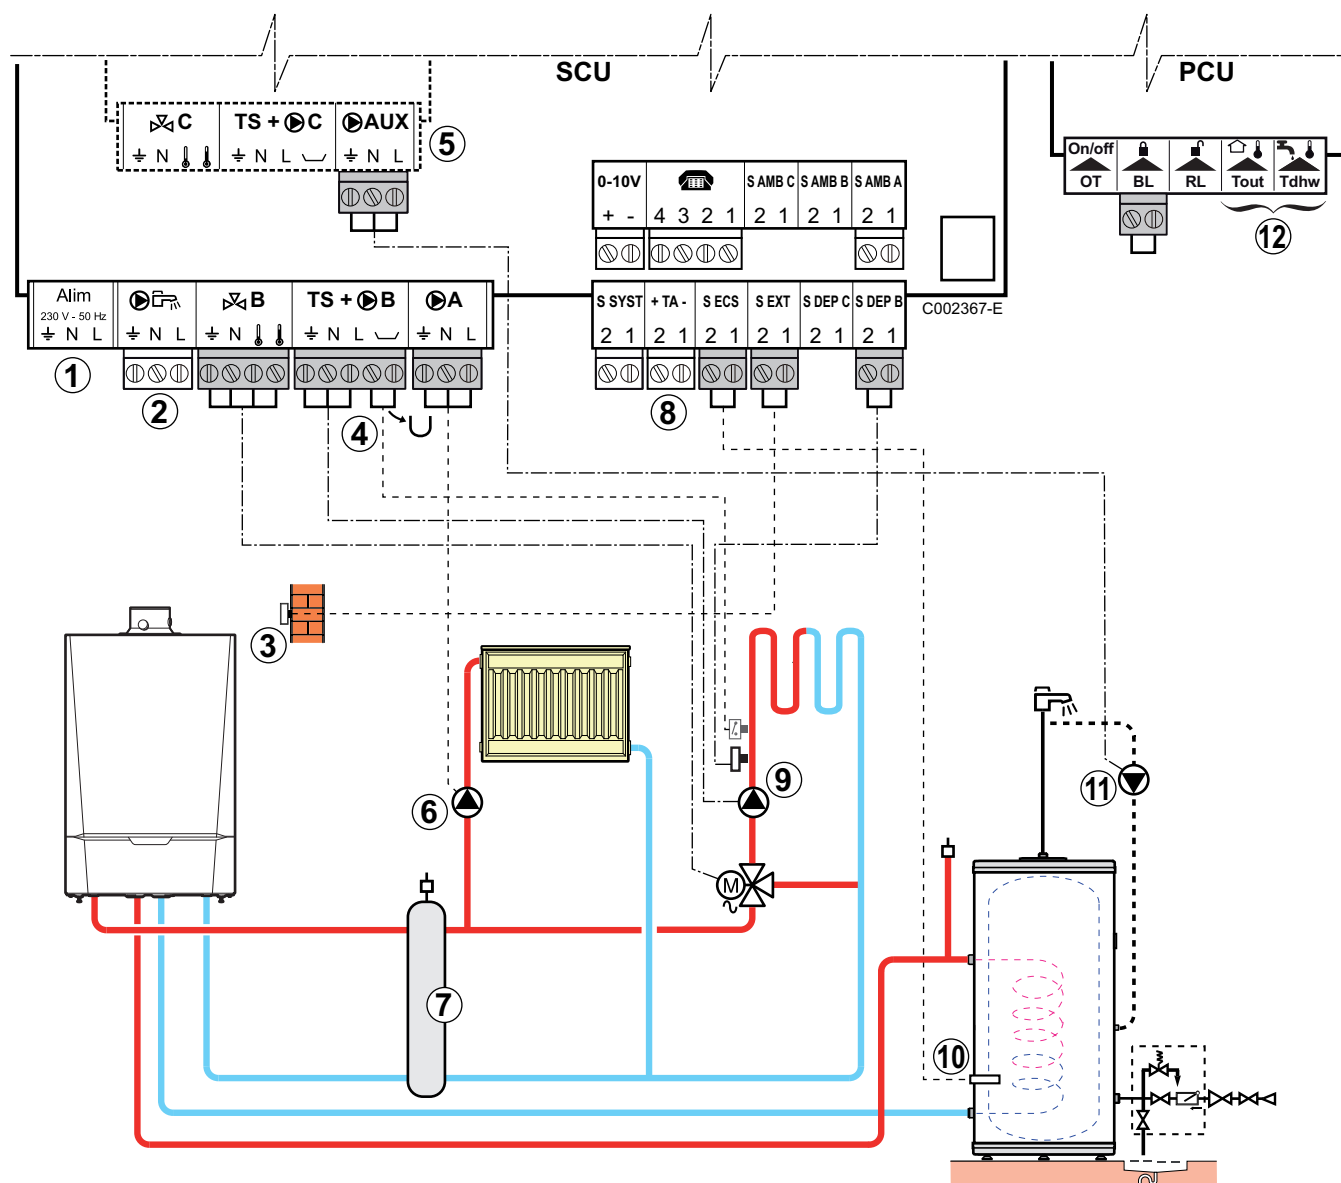 SCU
PCU
C
TS + C
AUX
N
N L
N L
5
0-10V
S AMB C
S AMB B
S AMB A
+ -
4 3 2 1
2 1
2 1
2 1
On/off
OT
BL
RL
Tout
Tdhw
12
Alim
230 V - 50 Hz
N L
N L
B
N
TS + B
N L
A
N L
S SYST
+ TA -
S ECS
S EXT
S DEP C
S DEP B
2 1
2 1
2 1
2 1
2 1
2 1
C002367-E
1
2
4
8
3
6
9
11
M
7
10